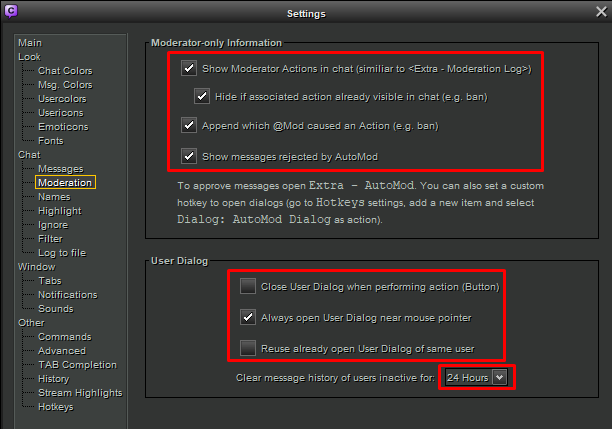 Settings
Main
Look
Chat Colors
Msg. Colors
Usercolors
Usericons
Emoticons
Fonts
Chat
Messages
Moderation
Names
Highlight
Ignore
Filter
Log to file
Window
Tabs
Notifications
Sounds
Other
Commands
Advanced
TAB Completion
History
Stream Highlights
Hotkeys
Moderator-only Information
Show Moderator Actions in chat (similiar to <Extra - Moderation Log>)
Hide if associated action already visible in chat (e.g. ban)
Append which @Mod caused an Action (e.g. ban)
Show messages rejected by AutoMod
To approve messages open Extra - AutoMod. You can also set a custom
hotkey to open dialogs (go to Hotkeys settings, add a new item and select
Dialog: AutoMod Dialog as action).
User Dialog
Close User Dialog when performing action (Button)
Always open User Dialog near mouse pointer
Reuse already open User Dialog of same user
Clear message history of users inactive for: 24 Hours